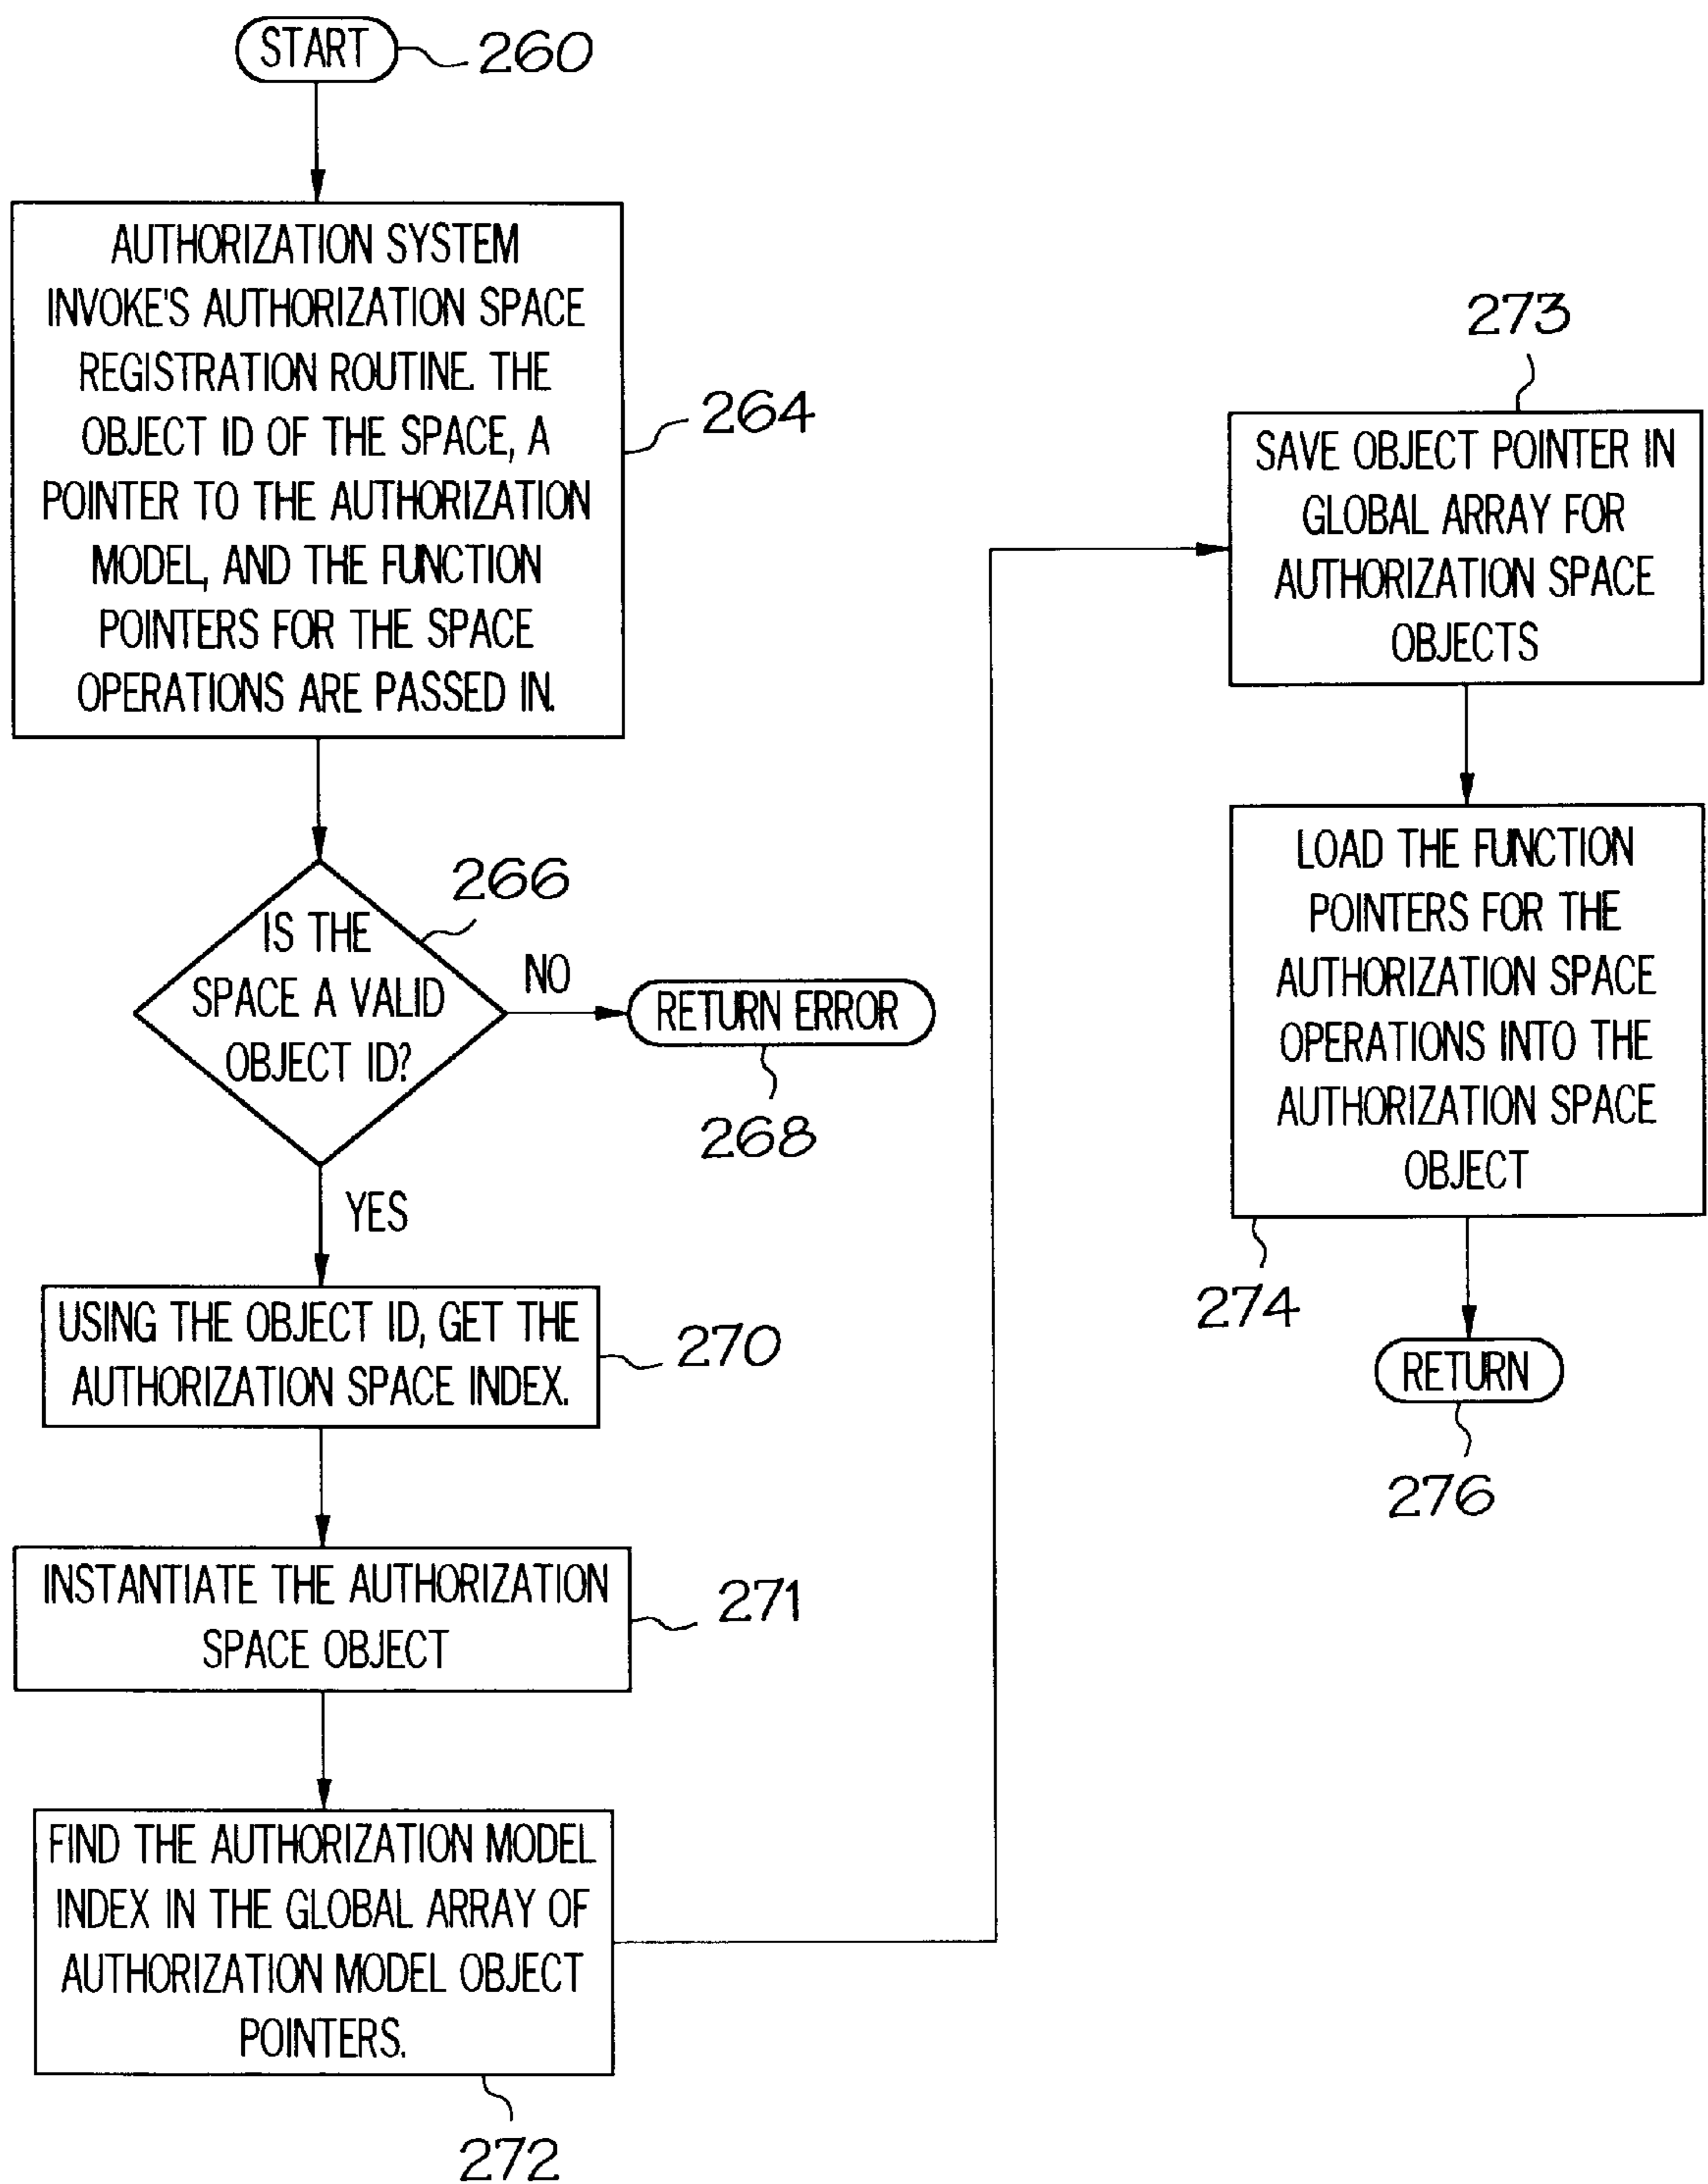 START
260
AUTHORIZATION SYSTEM
INVOKE'S AUTHORIZATION SPACE
REGISTRATION ROUTINE. THE
OBJECT ID OF THE SPACE, A
POINTER TO THE AUTHORIZATION
MODEL, AND THE FUNCTION
POINTERS FOR THE SPACE
OPERATIONS ARE PASSED IN.
264
IS THE
SPACE A VALID
OBJECT ID?
266
NO
RETURN ERROR
268
YES
USING THE OBJECT ID, GET THE
AUTHORIZATION SPACE INDEX.
270
INSTANTIATE THE AUTHORIZATION
SPACE OBJECT
271
FIND THE AUTHORIZATION MODEL
INDEX IN THE GLOBAL ARRAY OF
AUTHORIZATION MODEL OBJECT
POINTERS.
272
273
SAVE OBJECT POINTER IN
GLOBAL ARRAY FOR
AUTHORIZATION SPACE
OBJECTS
LOAD THE FUNCTION
POINTERS FOR THE
AUTHORIZATION SPACE
OPERATIONS INTO THE
AUTHORIZATION SPACE
OBJECT
274
RETURN
276